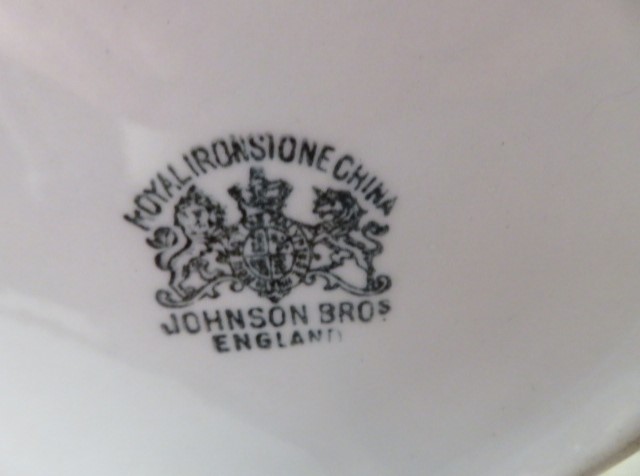 ROYAL IRONSTONE CHINA
JOHNSON BROS
ENGLAND